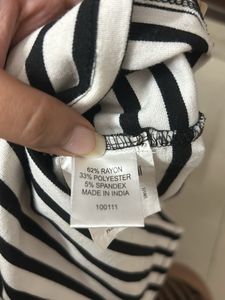 62% RAYON
33% POLYESTER
5% SPANDEX
MADE IN INDIA
100111